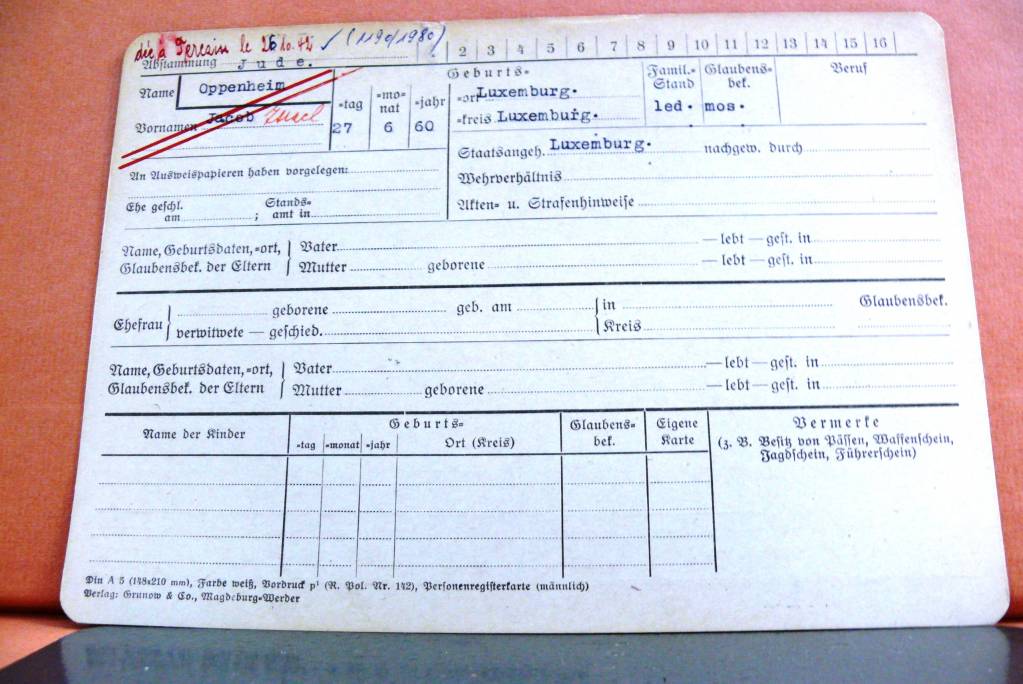 décédé à Terezin le 26.10.42 ✓ (1190/1980)
2 3 4 5 6 7 8 9 10 11 12 13 14 15 16
Abstammung Jude.
Name Oppenheim
Vornamen Jacob Israel
Geburts-
-tag -mo-nat -jahr
27 6 60
-ort Luxemburg.
-kreis Luxemburg.
Famil.-Stand
led.
Glaubens-bek.
mos.
Beruf
Staatsangeh. Luxemburg. nachgew. durch
Wehrverhältnis
Akten- u. Strafenhinweise
An Ausweispapieren haben vorgelegen:
Ehe geschl. am ; Stands-amt in
Name, Geburtsdaten, -ort, Vater — lebt — gest. in
Glaubensbek. der Eltern Mutter geborene — lebt — gest. in
Ehefrau geborene geb. am in Glaubensbek.
verwitwete — geschied. Kreis
Name, Geburtsdaten, -ort, Vater — lebt — gest. in
Glaubensbek. der Eltern Mutter geborene — lebt — gest. in
Name der Kinder
Geburts-
-tag -monat -jahr Ort (Kreis)
Glaubens-bek.
Eigene Karte
Vermerke
(z. B. Besitz von Pässen, Waffenschein,
Jagdschein, Führerschein)
Din A 5 (148x210 mm), Farbe weiß, Vordruck p¹ (R. Pol. Nr. 142), Personenregisterkarte (männlich)
Verlag: Grunow & Co., Magdeburg-Werder